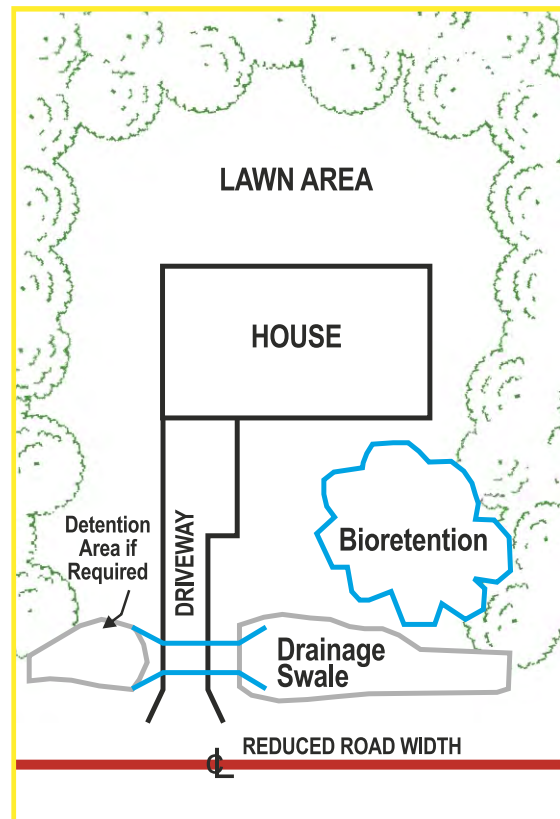 LAWN AREA
HOUSE
DRIVEWAY
Detention
Area if
Required
Bioretention
Drainage
Swale
REDUCED ROAD WIDTH
℄